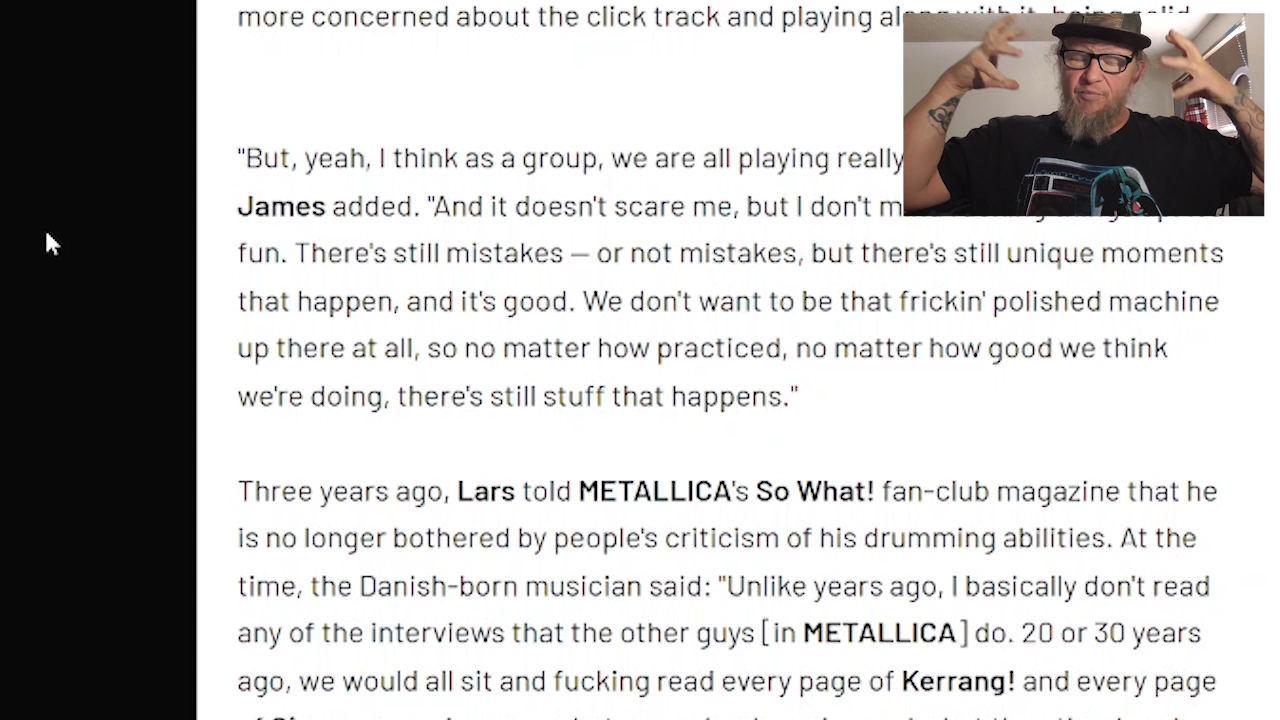 more concerned about the click track and playing along with it, being solid
"But, yeah, I think as a group, we are all playing really
James added. "And it doesn't scare me, but I don't
fun. There's still mistakes — or not mistakes, but there's still unique moments
that happen, and it's good. We don't want to be that frickin' polished machine
up there at all, so no matter how practiced, no matter how good we think
we're doing, there's still stuff that happens."
Three years ago, Lars told METALLICA's So What! fan-club magazine that he
is no longer bothered by people's criticism of his drumming abilities. At the
time, the Danish-born musician said: "Unlike years ago, I basically don't read
any of the interviews that the other guys [in METALLICA] do. 20 or 30 years
ago, we would all sit and fucking read every page of Kerrang! and every page